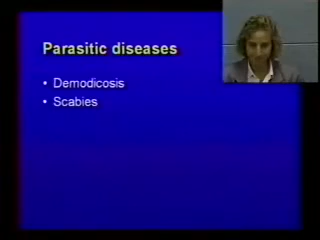 Parasitic diseases
• Demodicosis
• Scabies